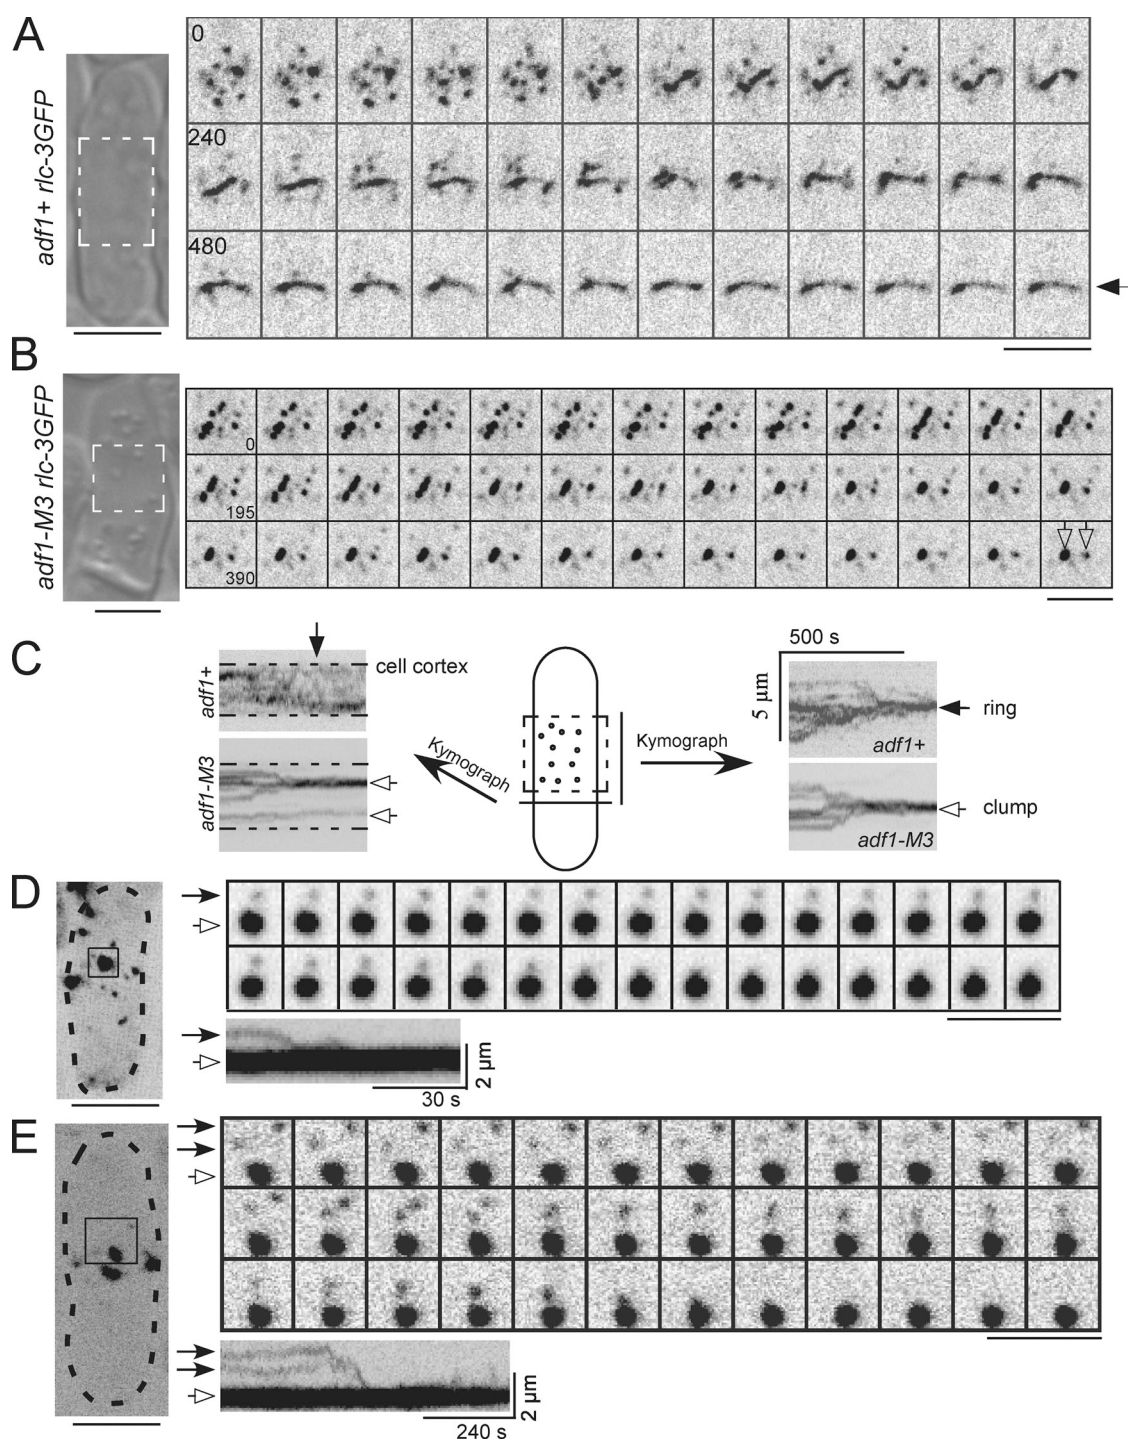 A
adf1+ rlc-3GFP
0
240
480
B
adf1-M3 rlc-3GFP
0
195
390
C
adf1+
cell cortex
adf1-M3
Kymograph
Kymograph
500 s
5 μm
ring
adf1+
clump
adf1-M3
D
2 μm
30 s
E
2 μm
240 s